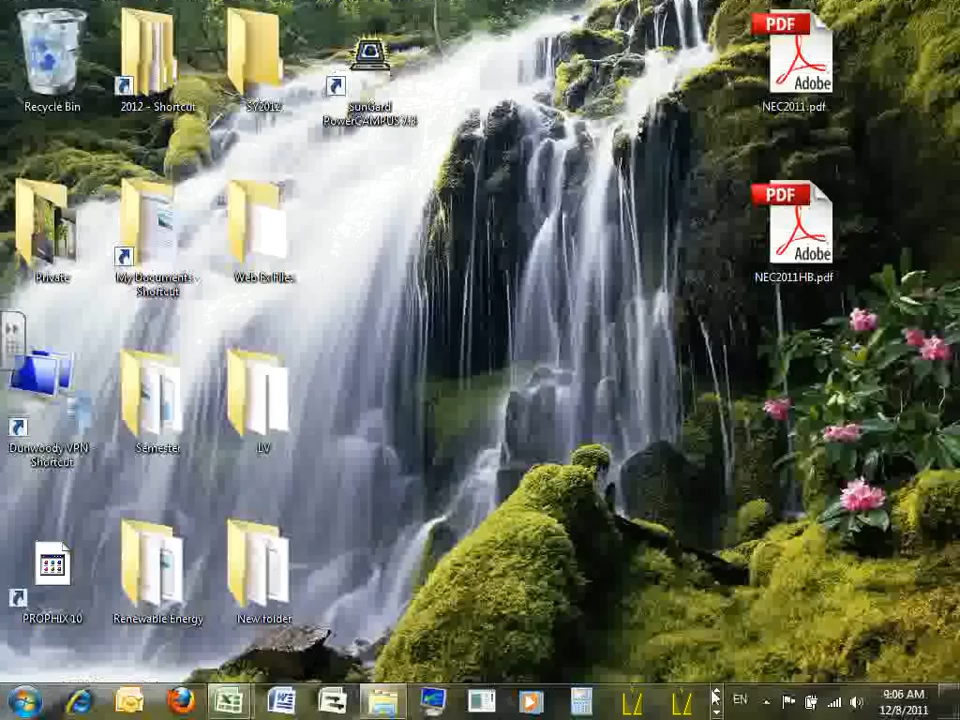 Recycle Bin
2012 - Shortcut
SY2012
SunGard
PowerCAMPUS 7.3
PDF
Adobe
NEC2011.pdf
Private
My Documents -
Shortcut
Web Ex Files
PDF
Adobe
NEC2011HB.pdf
Dunwoody VPN
Shortcut
Semester
LV
PROPHIX 10
Renewable Energy
New folder
EN
9:06 AM
12/8/2011